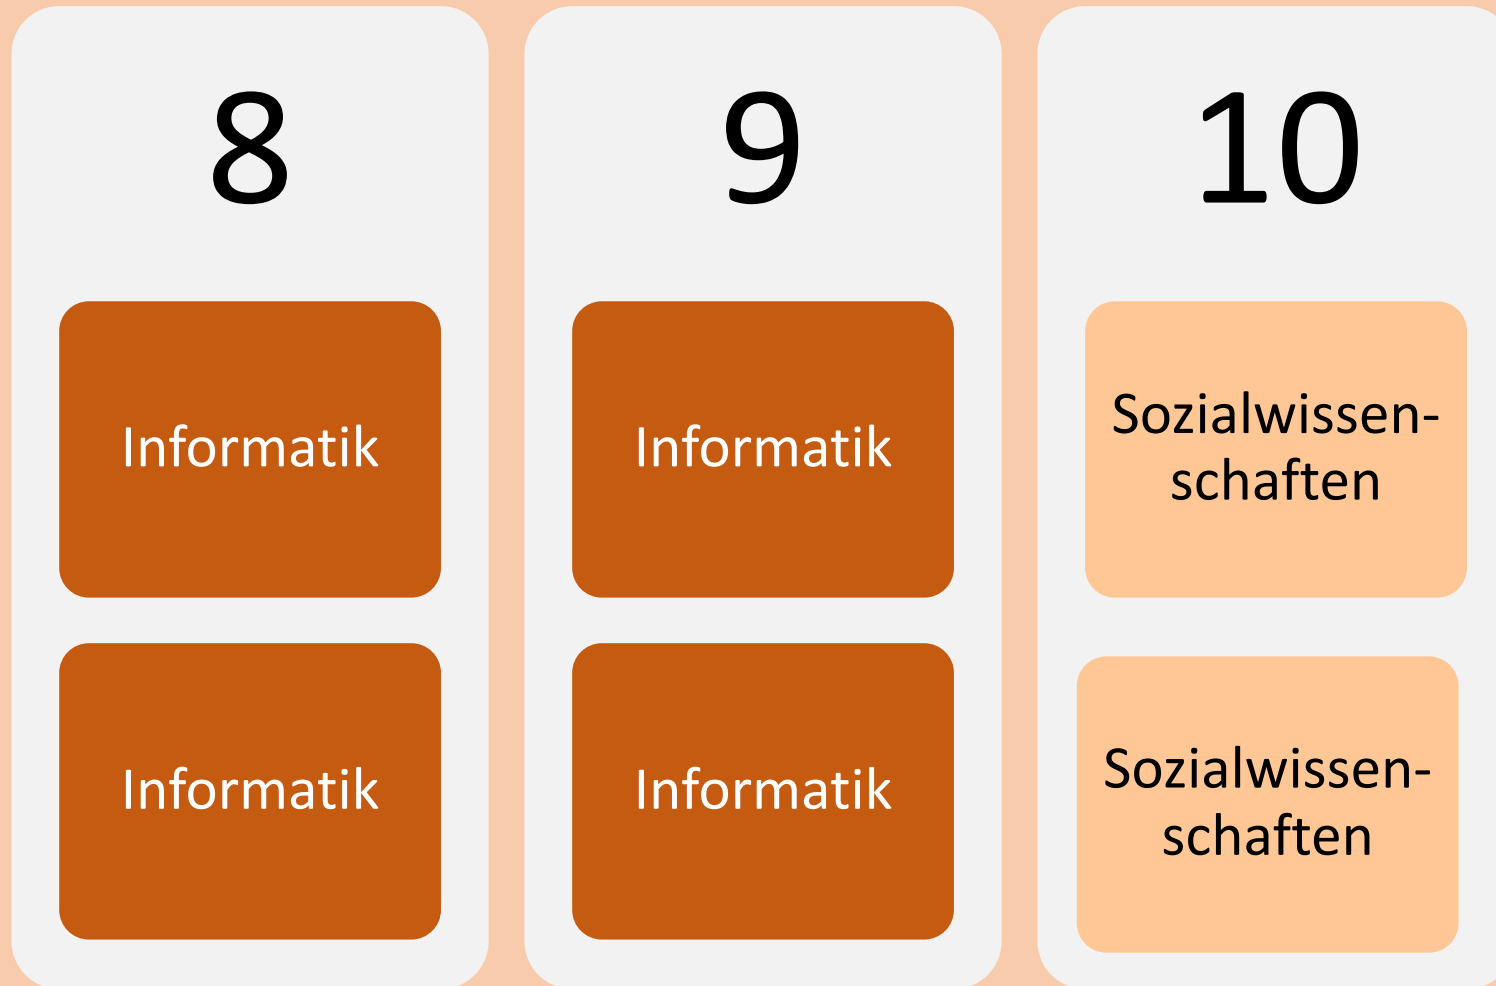 8
Informatik
Informatik
9
Informatik
Informatik
10
Sozialwissen-
schaften
Sozialwissen-
schaften